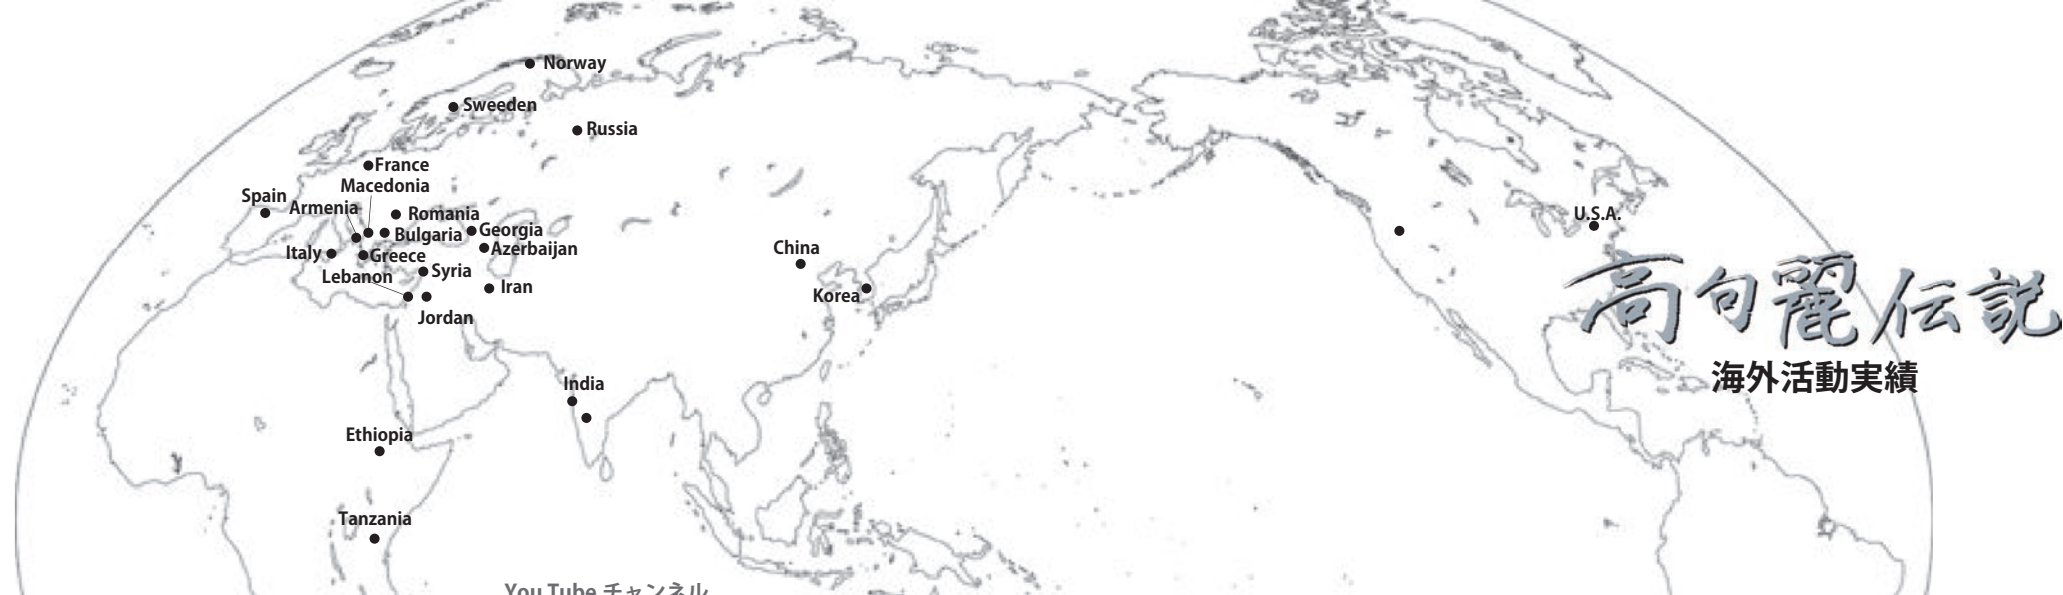 Norway
Sweeden
Russia
France
Macedonia
Spain
Armenia
Romania
Georgia
Bulgaria
Azerbaijan
Italy
Greece
Lebanon
Syria
Iran
Jordan
China
Korea
U.S.A.
高句麗伝説
海外活動実績
India
Ethiopia
Tanzania
You Tube チャンネル